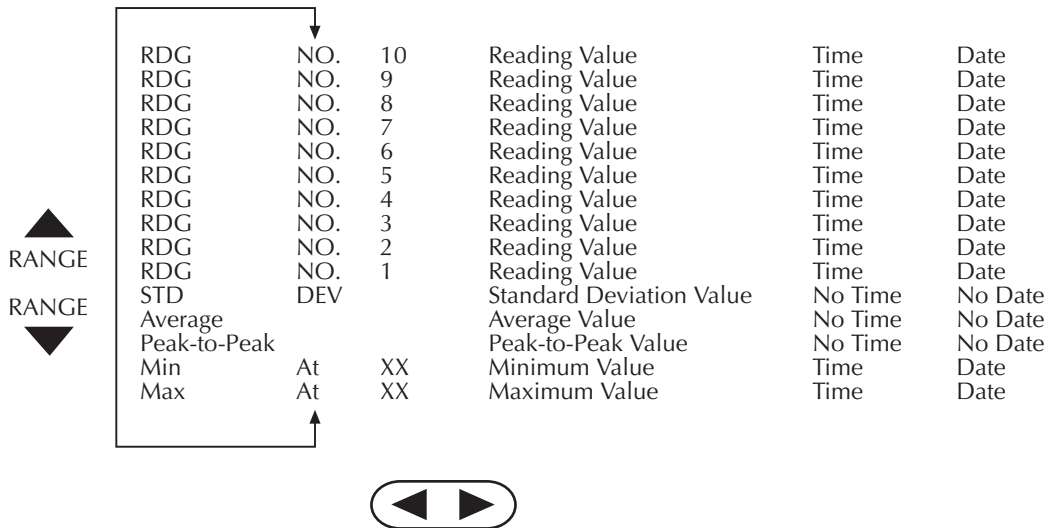 RDG NO. 10 Reading Value Time Date
RDG NO. 9 Reading Value Time Date
RDG NO. 8 Reading Value Time Date
RDG NO. 7 Reading Value Time Date
RDG NO. 6 Reading Value Time Date
RDG NO. 5 Reading Value Time Date
RDG NO. 4 Reading Value Time Date
RDG NO. 3 Reading Value Time Date
RDG NO. 2 Reading Value Time Date
RDG NO. 1 Reading Value Time Date
STD DEV Standard Deviation Value No Time No Date
Average Average Value No Time No Date
Peak-to-Peak Peak-to-Peak Value No Time No Date
Min At XX Minimum Value Time Date
Max At XX Maximum Value Time Date
RANGE
RANGE